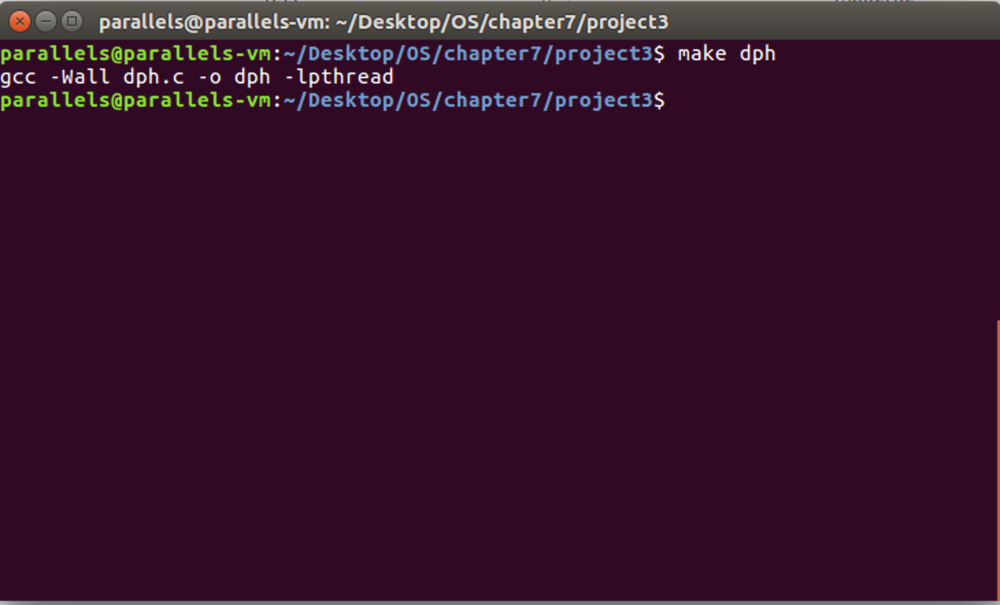 parallels@parallels-vm: ~/Desktop/OS/chapter7/project3
parallels@parallels-vm:~/Desktop/OS/chapter7/project3$ make dph
gcc -Wall dph.c -o dph -lpthread
parallels@parallels-vm:~/Desktop/OS/chapter7/project3$